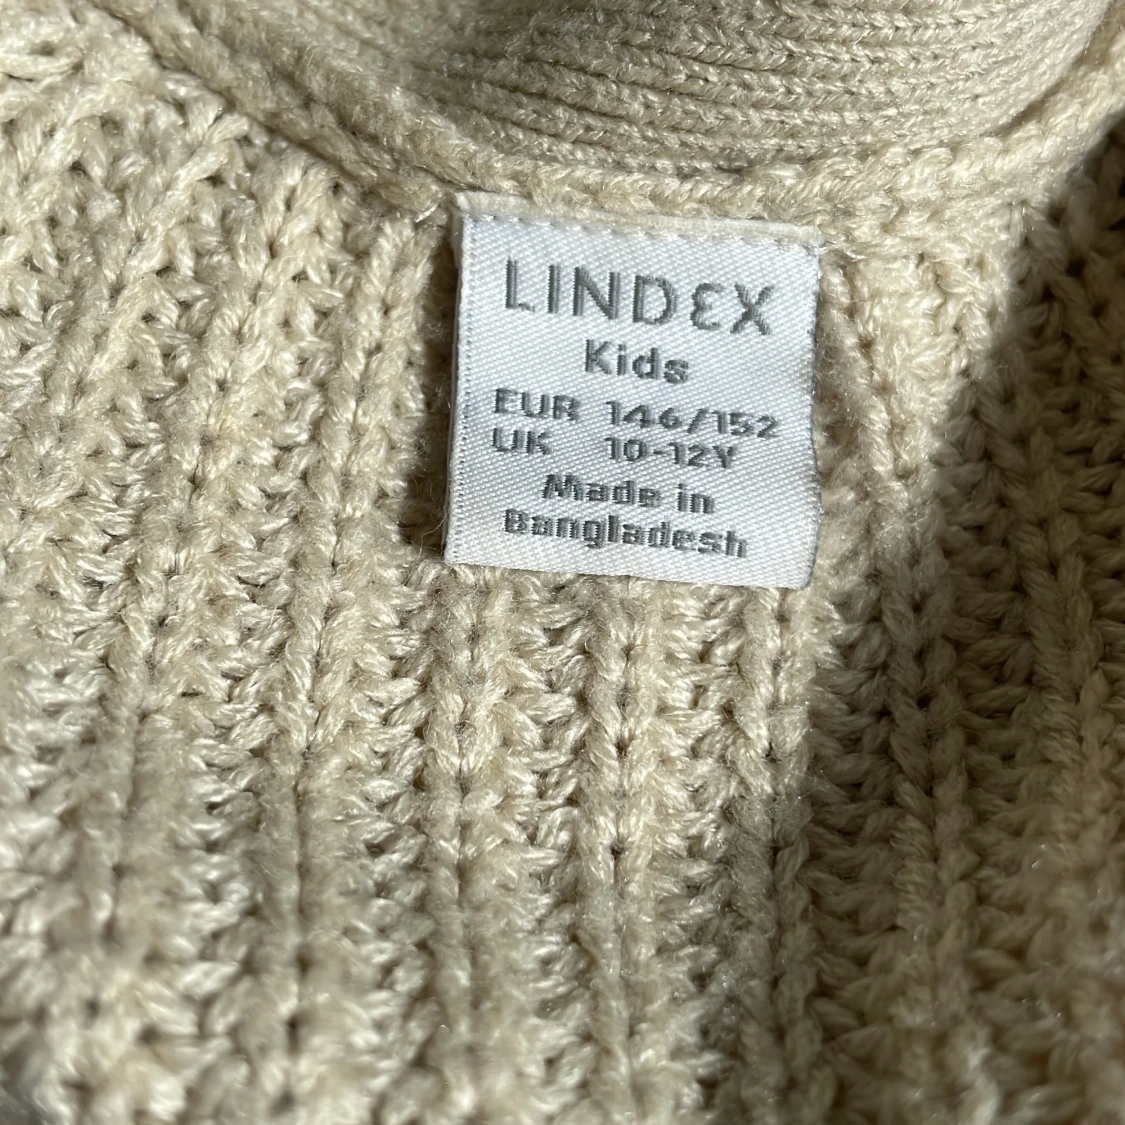 LINDEX
Kids
EUR 146/152
UK 10-12Y
Made in
Bangladesh